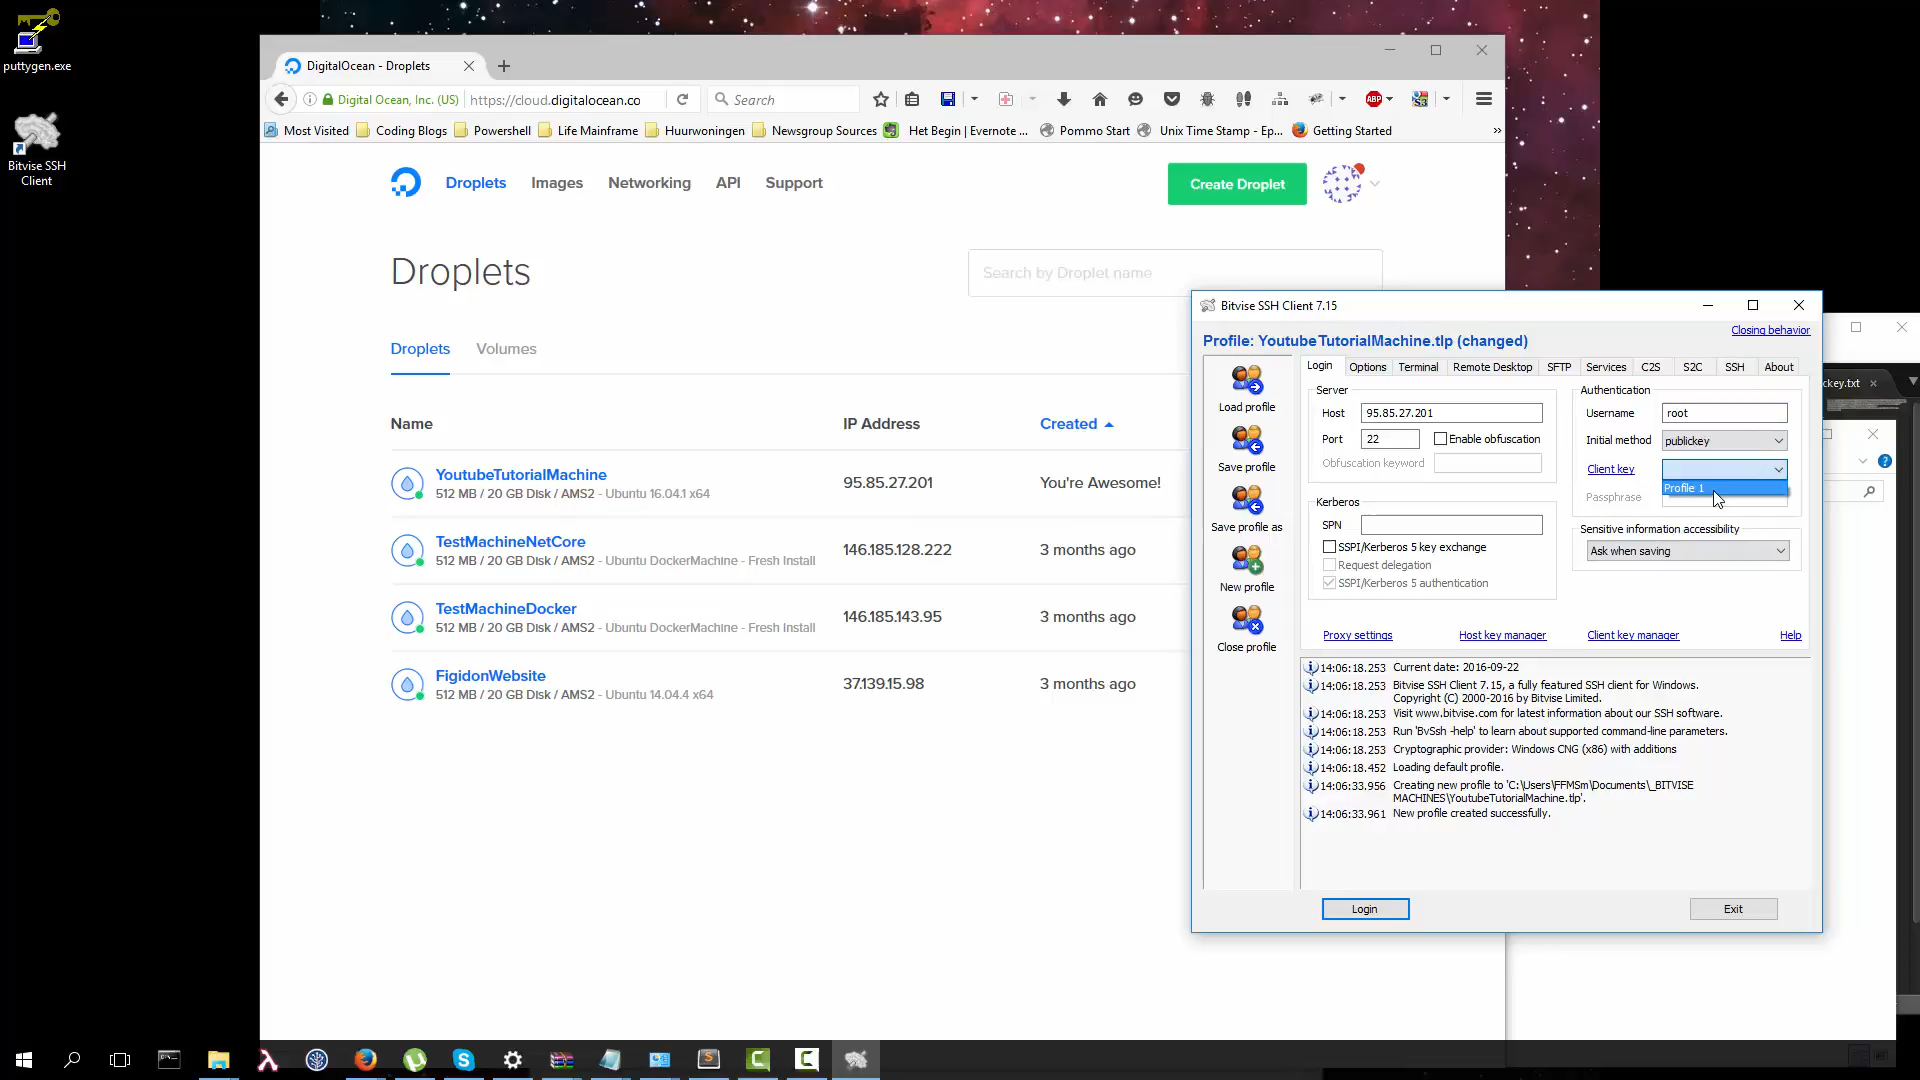 puttygen.exe
Bitvise SSH
Client
DigitalOcean - Droplets
Digital Ocean, Inc. (US)
https://cloud.digitalocean.co
Search
ABP
Most Visited
Coding Blogs
Powershell
Life Mainframe
Huurwoningen
Newsgroup Sources
Het Begin | Evernote ...
Pommo Start
Unix Time Stamp - Ep...
Getting Started
»
Droplets
Images
Networking
API
Support
Create Droplet
Droplets
Search by Droplet name
Droplets
Volumes
Name
IP Address
Created
YoutubeTutorialMachine
512 MB / 20 GB Disk / AMS2 - Ubuntu 16.04.1 x64
95.85.27.201
You're Awesome!
TestMachineNetCore
512 MB / 20 GB Disk / AMS2 - Ubuntu DockerMachine - Fresh Install
146.185.128.222
3 months ago
TestMachineDocker
512 MB / 20 GB Disk / AMS2 - Ubuntu DockerMachine - Fresh Install
146.185.143.95
3 months ago
FigidonWebsite
512 MB / 20 GB Disk / AMS2 - Ubuntu 14.04.4 x64
37.139.15.98
3 months ago
Bitvise SSH Client 7.15
Closing behavior
Profile: YoutubeTutorialMachine.tlp (changed)
Load profile
Save profile
Save profile as
New profile
Close profile
Login
Options
Terminal
Remote Desktop
SFTP
Services
C2S
S2C
SSH
About
Server
Host
95.85.27.201
Port
22
Enable obfuscation
Obfuscation keyword
Kerberos
SPN
SSPI/Kerberos 5 key exchange
Request delegation
SSPI/Kerberos 5 authentication
Authentication
Username
root
Initial method
publickey
Client key
Profile 1
Passphrase
Sensitive information accessibility
Ask when saving
Proxy settings
Host key manager
Client key manager
Help
14:06:18.253 Current date: 2016-09-22
14:06:18.253 Bitvise SSH Client 7.15, a fully featured SSH client for Windows.
Copyright (C) 2000-2016 by Bitvise Limited.
14:06:18.253 Visit www.bitvise.com for latest information about our SSH software.
14:06:18.253 Run 'BvSsh -help' to learn about supported command-line parameters.
14:06:18.253 Cryptographic provider: Windows CNG (x86) with additions
14:06:18.452 Loading default profile.
14:06:33.956 Creating new profile to 'C:\Users\FFMSm\Documents\_BITVISE
MACHINES\YoutubeTutorialMachine.tlp'.
14:06:33.961 New profile created successfully.
Login
Exit
ckey.txt